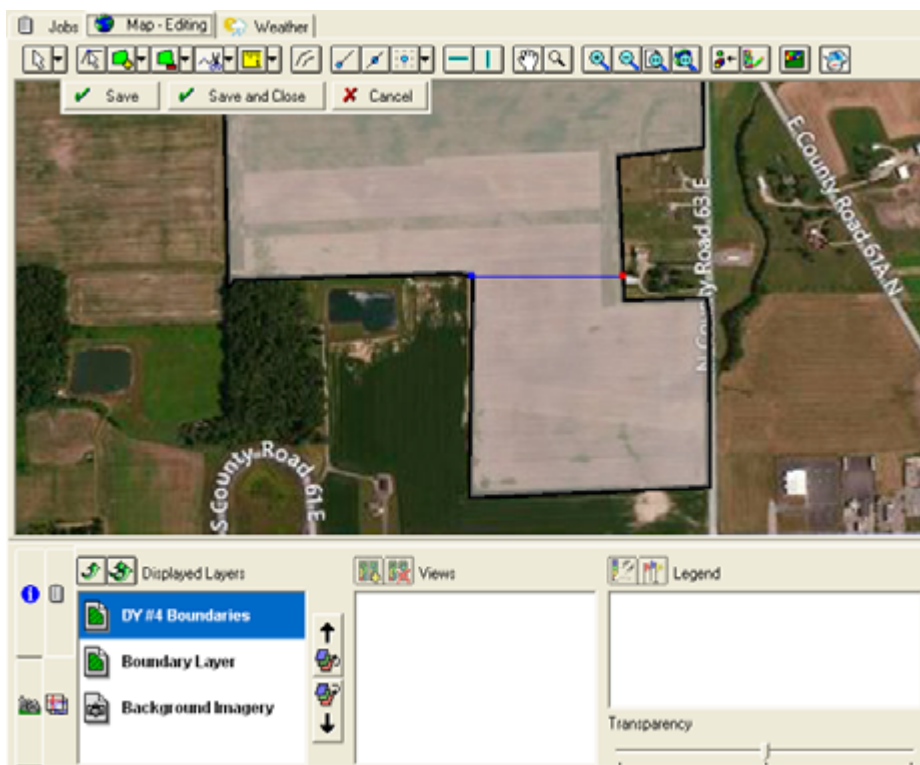 Jobs Map - Editing Weather
Save Save and Close Cancel
E County Road 61A N
N County Road 63 E
S County Road 61 E
Displayed Layers Views Legend
DY #4 Boundaries
Boundary Layer
Background Imagery
Transparency